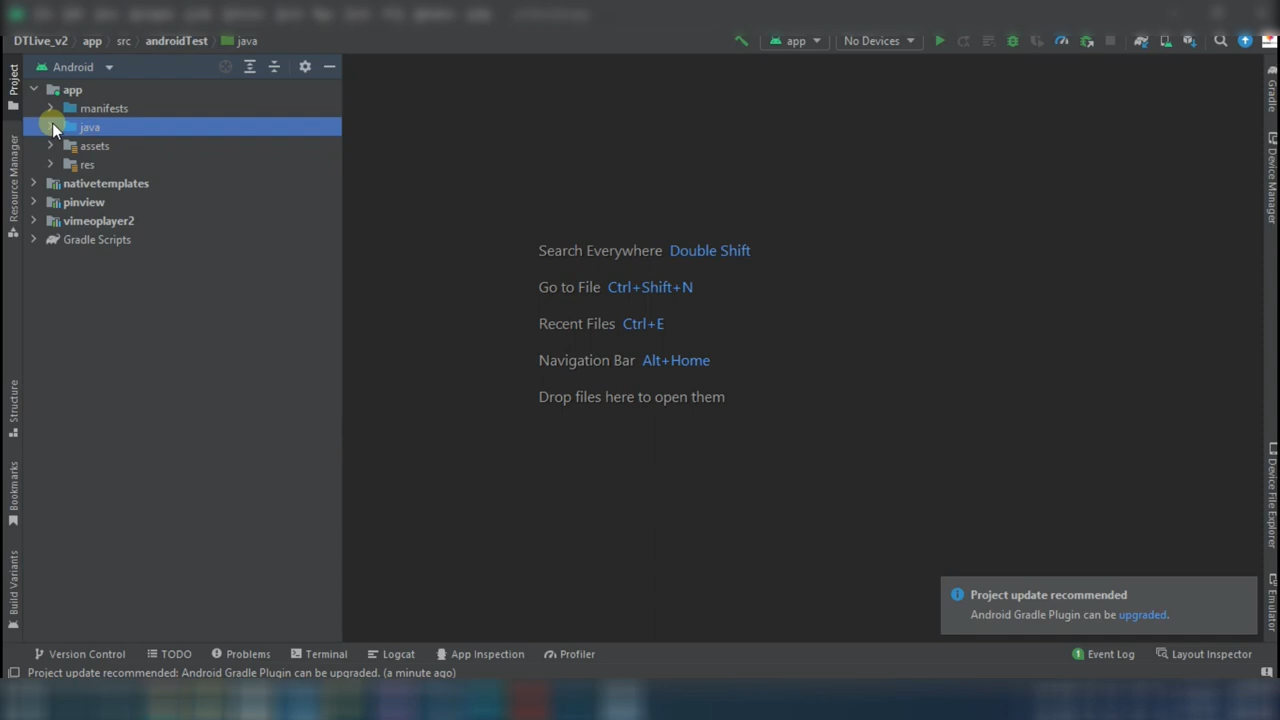 DTLive_v2 app src androidTest java app No Devices
Android
app
manifests
java
assets
res
nativetemplates
pinview
vimeoplayer2
Gradle Scripts
Project
Resource Manager
Structure
Bookmarks
Build Variants
Search Everywhere Double Shift
Go to File Ctrl+Shift+N
Recent Files Ctrl+E
Navigation Bar Alt+Home
Drop files here to open them
Gradle
Device Manager
Device File Explorer
Emulator
Project update recommended
Android Gradle Plugin can be upgraded.
Version Control TODO Problems Terminal Logcat App Inspection Profiler 1 Event Log Layout Inspector
Project update recommended: Android Gradle Plugin can be upgraded. (a minute ago)